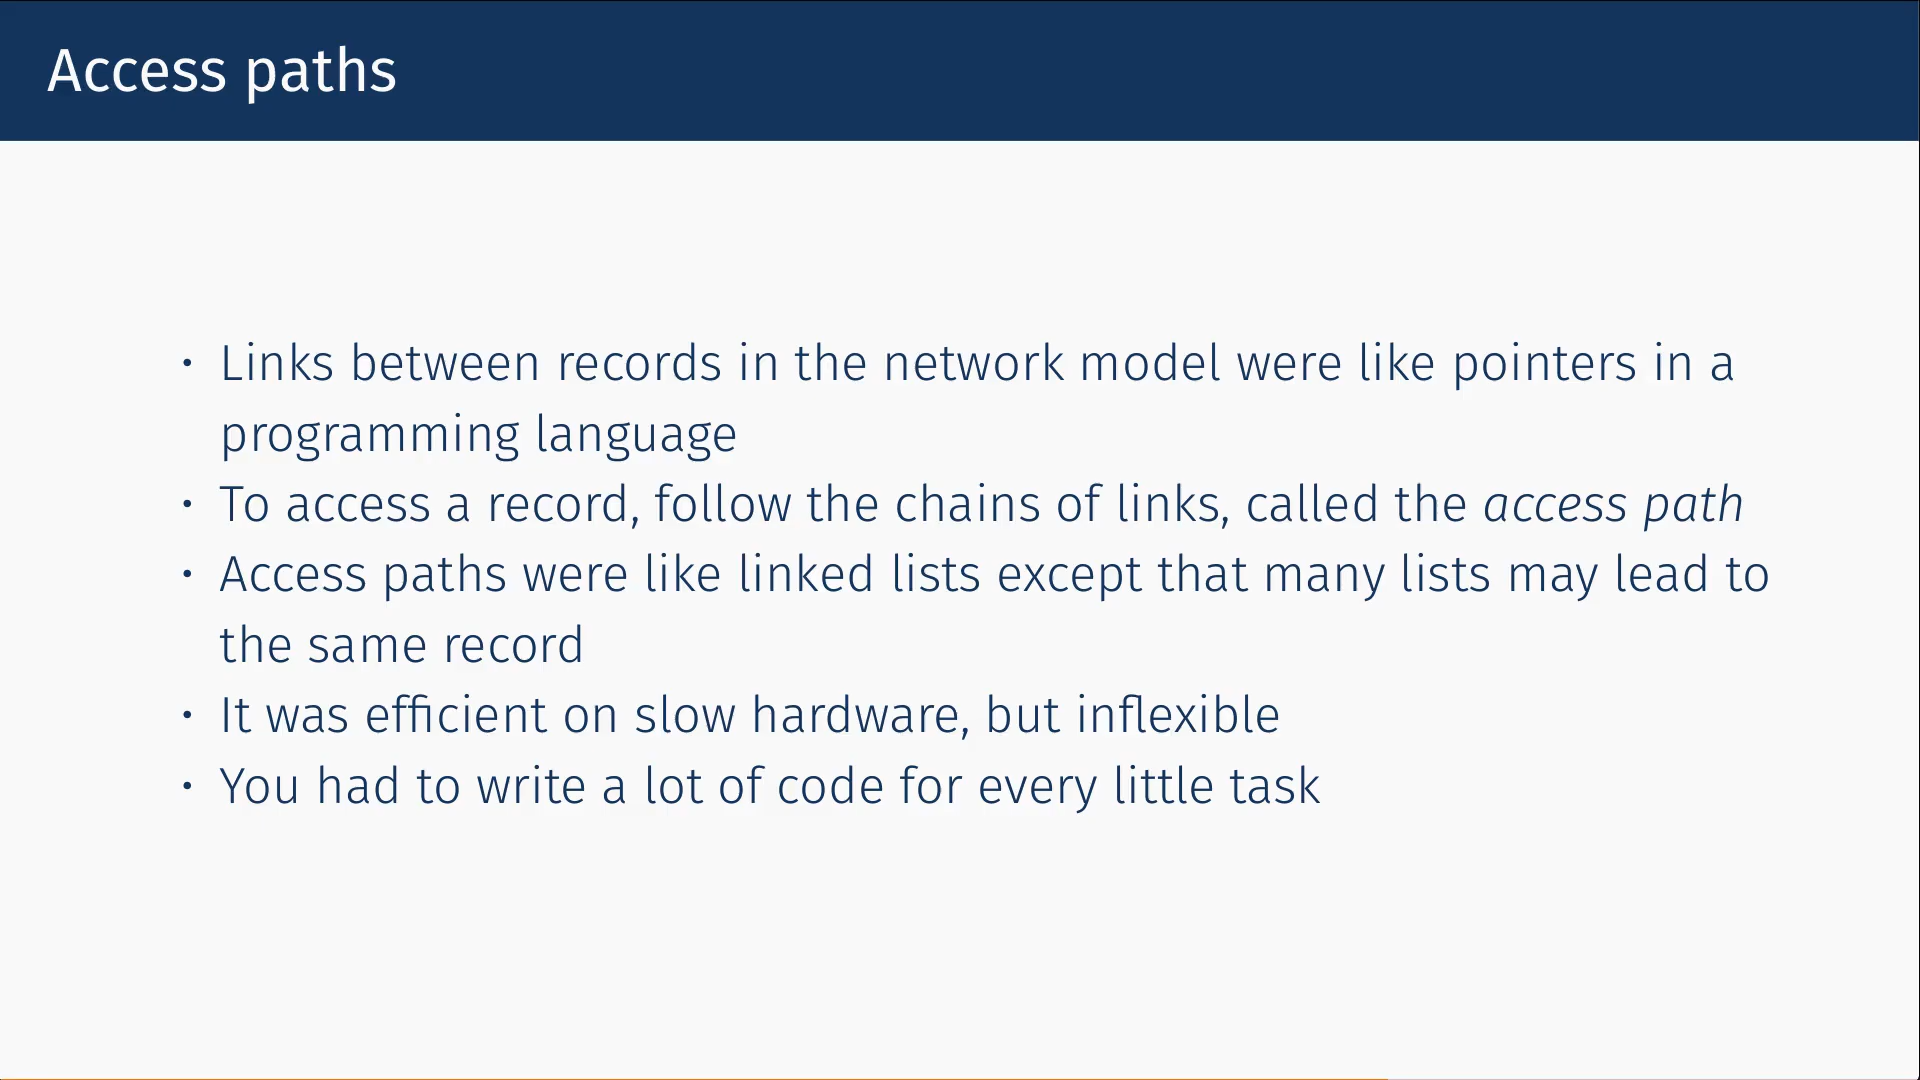 Access paths
• Links between records in the network model were like pointers in a
programming language
• To access a record, follow the chains of links, called the access path
• Access paths were like linked lists except that many lists may lead to
the same record
• It was efficient on slow hardware, but inflexible
• You had to write a lot of code for every little task